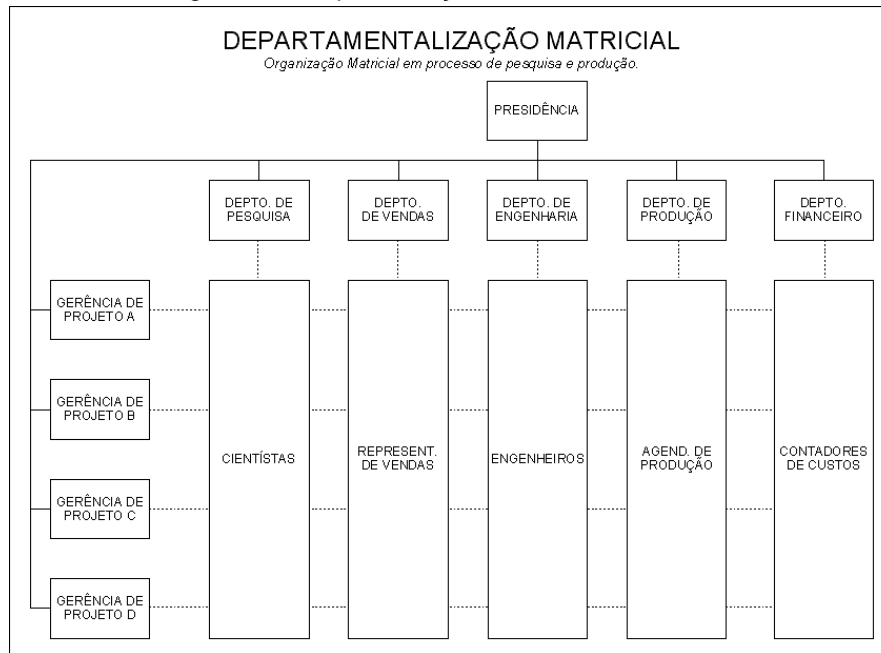 DEPARTAMENTALIZAÇÃO MATRICIAL
Organização Matricial em processo de pesquisa e produção.
PRESIDÊNCIA
DEPTO. DE
PESQUISA
DEPTO.
DE VENDAS
DEPTO. DE
ENGENHARIA
DEPTO. DE
PRODUÇÃO
DEPTO.
FINANCEIRO
GERÊNCIA DE
PROJETO A
GERÊNCIA DE
PROJETO B
CIENTÍSTAS
REPRESENT.
DE VENDAS
ENGENHEIROS
AGEND. DE
PRODUÇÃO
CONTADORES
DE CUSTOS
GERÊNCIA DE
PROJETO C
GERÊNCIA DE
PROJETO D